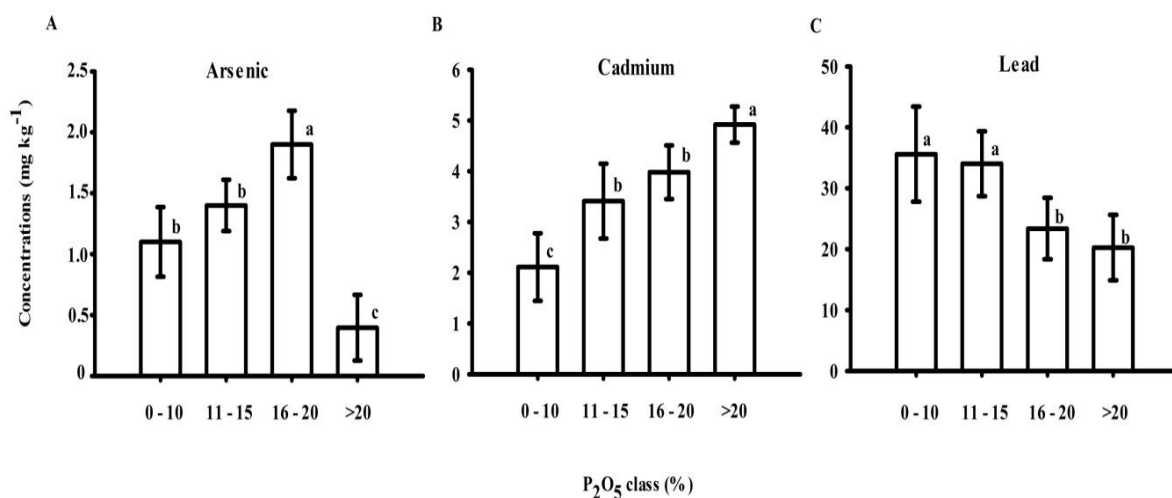 A
B
C
Arsenic
Cadmium
Lead
Concentrations (mg kg⁻¹)
2.5
2.0
1.5
1.0
0.5
0
b
b
a
c
0 - 10
11 - 15
16 - 20
>20
6
5
4
3
2
1
0
c
b
b
a
0 - 10
11 - 15
16 - 20
>20
50
40
30
20
10
0
a
a
b
b
0 - 10
11 - 15
16 - 20
>20
P₂O₅ class (%)